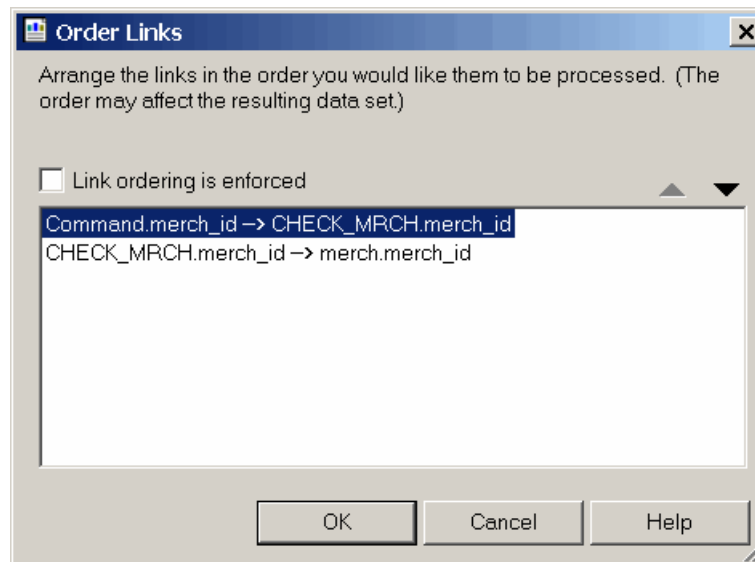 Order Links
Arrange the links in the order you would like them to be processed.  (The
order may affect the resulting data set.)
Link ordering is enforced
Command.merch_id --> CHECK_MRCH.merch_id
CHECK_MRCH.merch_id --> merch.merch_id
OK
Cancel
Help